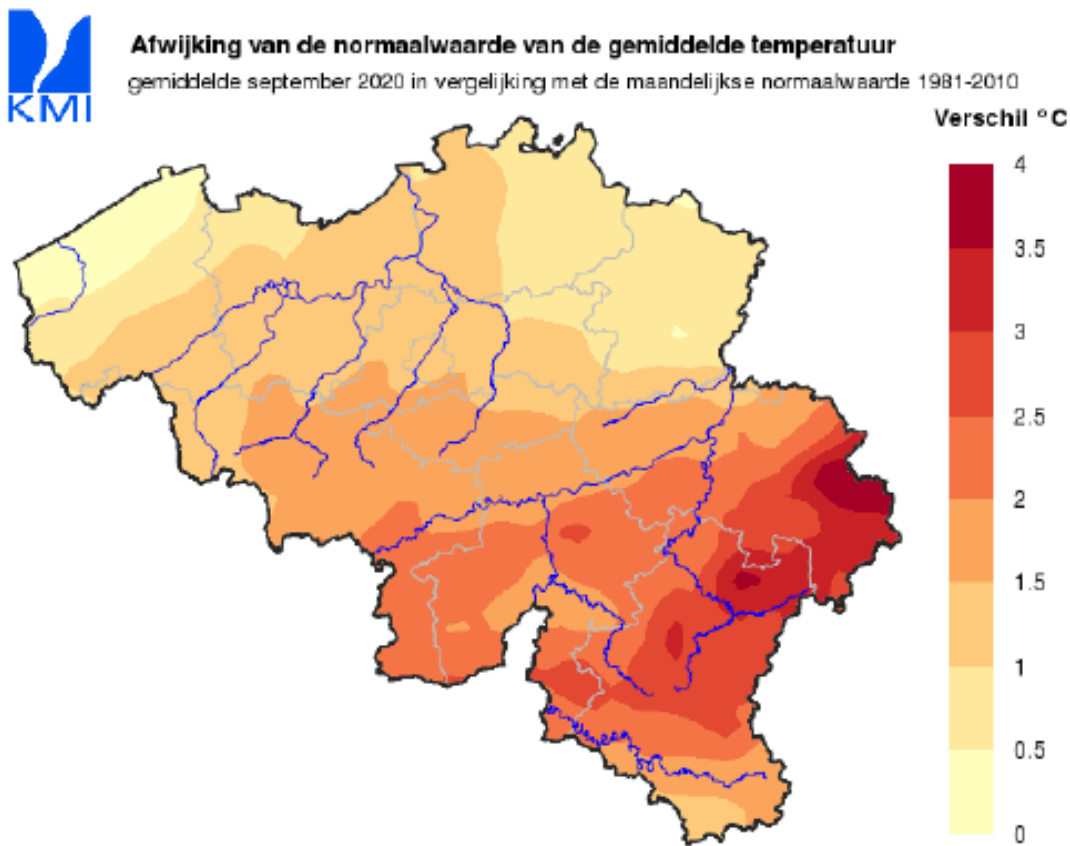 KMI
Afwijking van de normaalwaarde van de gemiddelde temperatuur
gemiddelde september 2020 in vergelijking met de maandelijkse normaalwaarde 1981-2010
Verschil °C
4
3.5
3
2.5
2
1.5
1
0.5
0